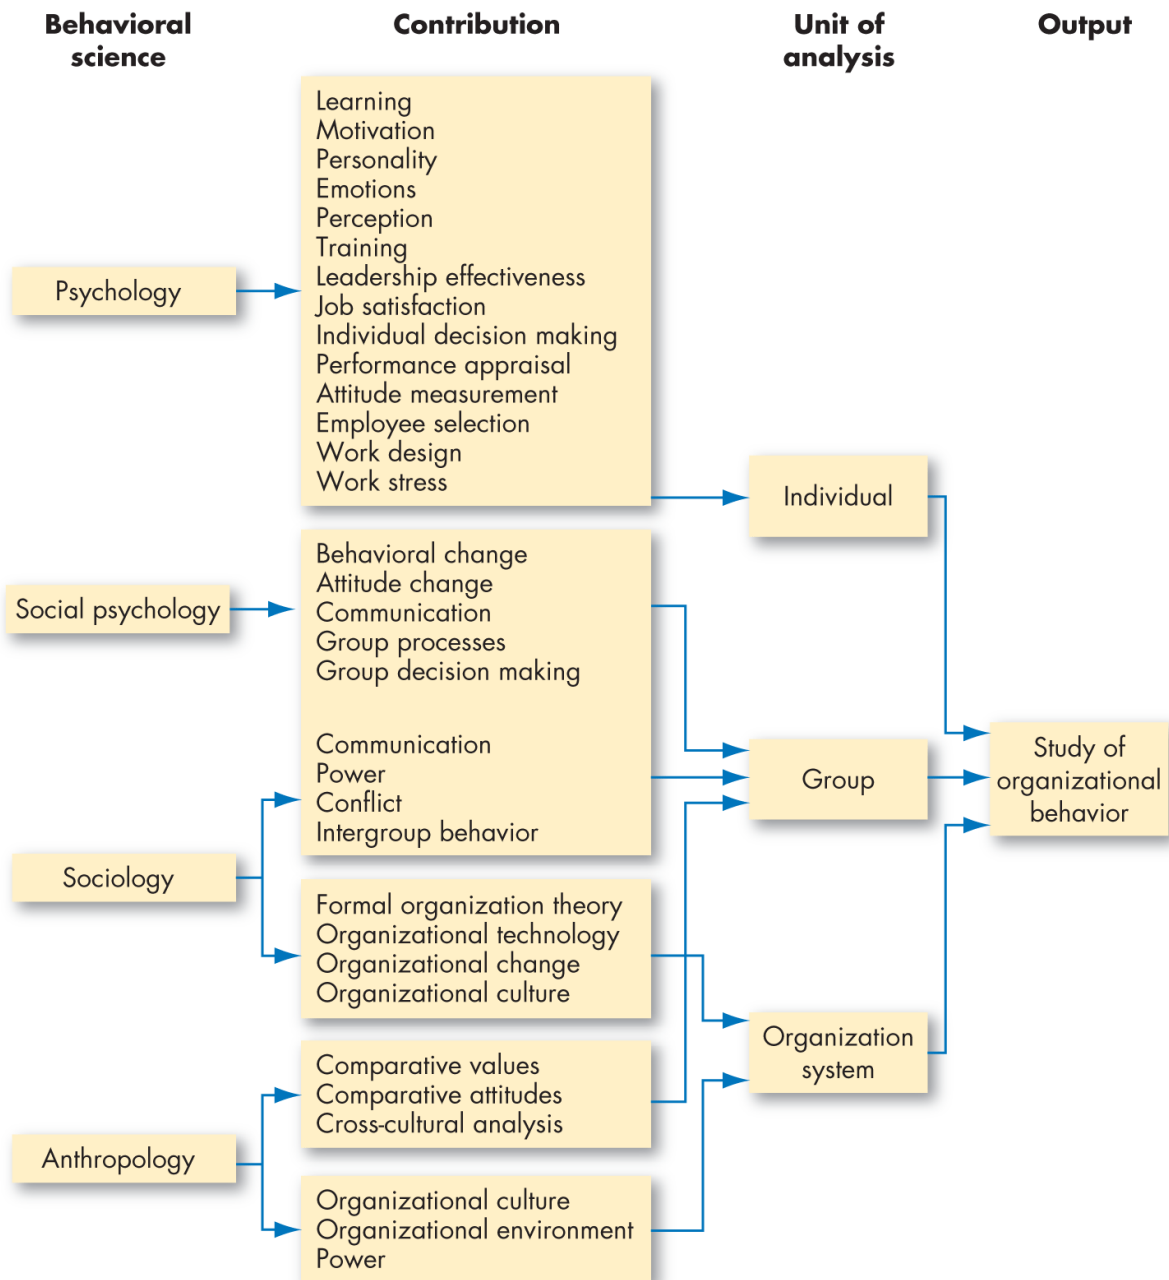 Behavioral
science
Contribution
Unit of
analysis
Output
Psychology
Learning
Motivation
Personality
Emotions
Perception
Training
Leadership effectiveness
Job satisfaction
Individual decision making
Performance appraisal
Attitude measurement
Employee selection
Work design
Work stress
Individual
Social psychology
Behavioral change
Attitude change
Communication
Group processes
Group decision making
Communication
Power
Conflict
Intergroup behavior
Group
Study of
organizational
behavior
Sociology
Formal organization theory
Organizational technology
Organizational change
Organizational culture
Organization
system
Anthropology
Comparative values
Comparative attitudes
Cross-cultural analysis
Organizational culture
Organizational environment
Power